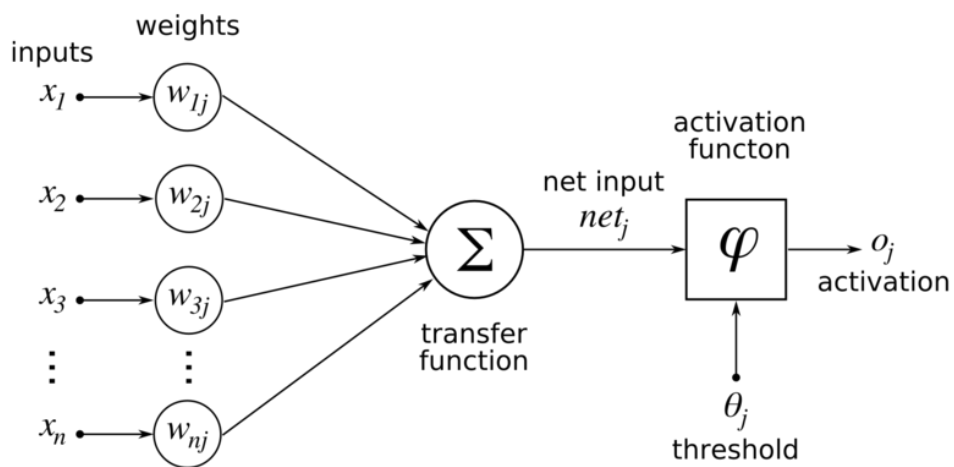 weights
inputs
x₁
w₁ⱼ
x₂
w₂ⱼ
x₃
w₃ⱼ
⋮
⋮
xₙ
wₙⱼ
Σ
transfer
function
net input
netⱼ
activation
functon
φ
oⱼ
activation
θⱼ
threshold